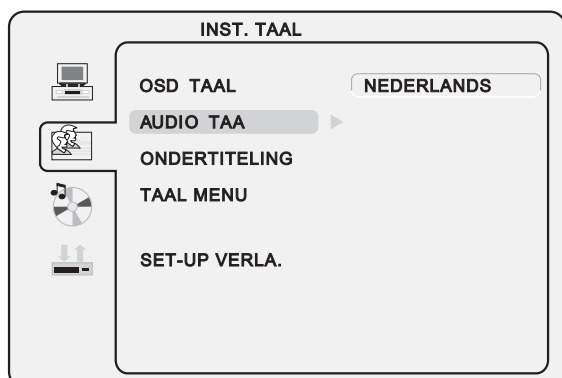 INST. TAAL
OSD TAAL NEDERLANDS
AUDIO TAA
ONDERTITELING
TAAL MENU
SET-UP VERLA.